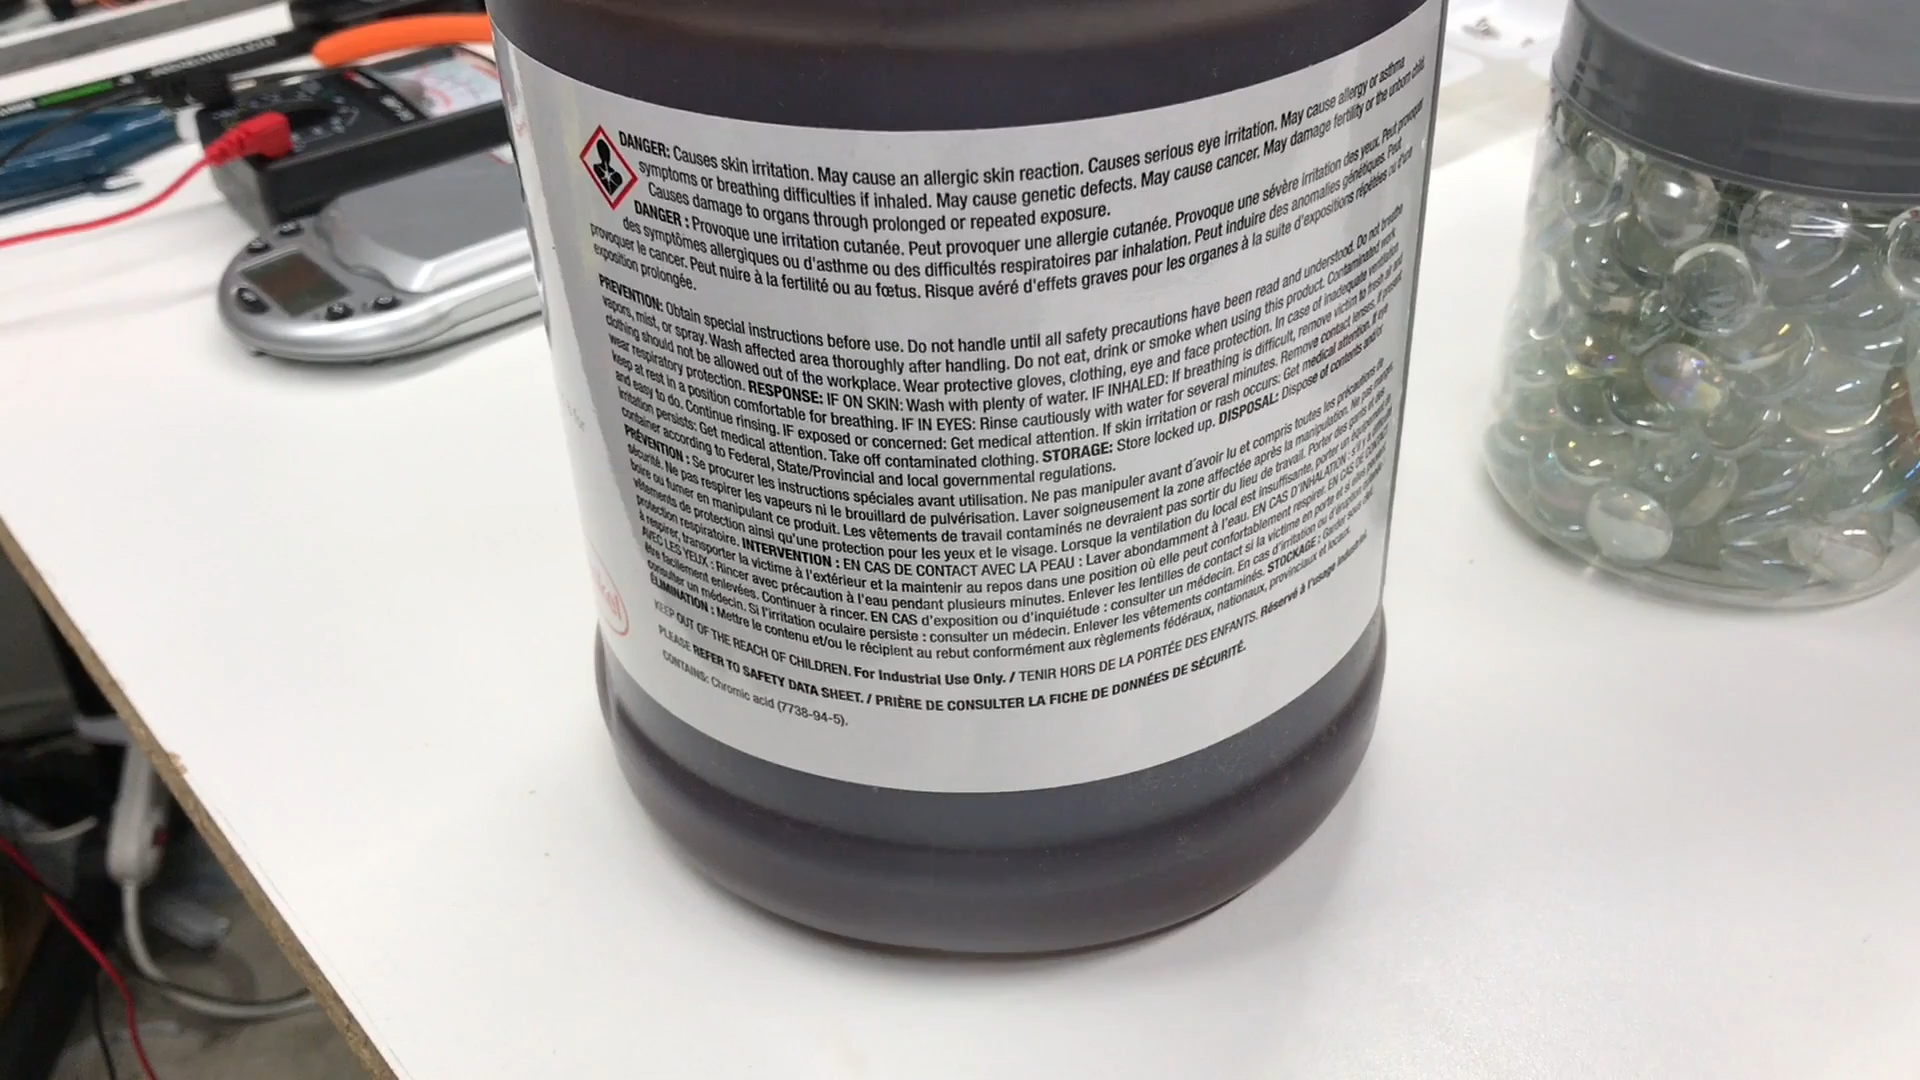 DANGER: Causes skin irritation. May cause an allergic skin reaction. Causes serious eye irritation. May cause allergy or asthma
symptoms or breathing difficulties if inhaled. May cause genetic defects. May cause cancer. May damage fertility or the unborn child.
Causes damage to organs through prolonged or repeated exposure.
DANGER : Provoque une irritation cutanée. Peut provoquer une allergie cutanée. Provoque une sévère irritation des yeux. Peut provoquer
des symptômes allergiques ou d'asthme ou des difficultés respiratoires par inhalation. Peut induire des anomalies génétiques. Peut
provoquer le cancer. Peut nuire à la fertilité ou au fœtus. Risque avéré d'effets graves pour les organes à la suite d'expositions répétées ou d'une
exposition prolongée.
PREVENTION: Obtain special instructions before use. Do not handle until all safety precautions have been read and understood. Do not breathe
vapors, mist, or spray. Wash affected area thoroughly after handling. Do not eat, drink or smoke when using this product. Contaminated work
clothing should not be allowed out of the workplace. Wear protective gloves, clothing, eye and face protection. In case of inadequate ventilation
wear respiratory protection. RESPONSE: IF ON SKIN: Wash with plenty of water. IF INHALED: If breathing is difficult, remove victim to fresh air and
keep at rest in a position comfortable for breathing. IF IN EYES: Rinse cautiously with water for several minutes. Remove contact lenses, if present
and easy to do. Continue rinsing. IF exposed or concerned: Get medical attention. If skin irritation or rash occurs: Get medical attention. If eye
irritation persists: Get medical attention. Take off contaminated clothing. STORAGE: Store locked up. DISPOSAL: Dispose of contents and/or
container according to Federal, State/Provincial and local governmental regulations.
PRÉVENTION : Se procurer les instructions spéciales avant utilisation. Ne pas manipuler avant d'avoir lu et compris toutes les précautions de
sécurité. Ne pas respirer les vapeurs ni le brouillard de pulvérisation. Laver soigneusement la zone affectée après la manipulation. Ne pas manger,
boire ou fumer en manipulant ce produit. Les vêtements de travail contaminés ne devraient pas sortir du lieu de travail. Porter des gants et des
vêtements de protection ainsi qu'une protection pour les yeux et le visage. Lorsque la ventilation du local est insuffisante, porter un équipement de
protection respiratoire. INTERVENTION : EN CAS DE CONTACT AVEC LA PEAU : Laver abondamment à l'eau. EN CAS D'INHALATION : s'il y a difficulté
à respirer, transporter la victime à l'extérieur et la maintenir au repos dans une position où elle peut confortablement respirer. EN CAS DE CONTACT
AVEC LES YEUX : Rincer avec précaution à l'eau pendant plusieurs minutes. Enlever les lentilles de contact si la victime en porte et si elles peuvent
être facilement enlevées. Continuer à rincer. EN CAS d'exposition ou d'inquiétude : consulter un médecin. En cas d'irritation ou d'éruption cutanée :
consulter un médecin. Si l'irritation oculaire persiste : consulter un médecin. Enlever les vêtements contaminés. STOCKAGE : Garder sous clef.
ÉLIMINATION : Mettre le contenu et/ou le récipient au rebut conformément aux règlements fédéraux, nationaux, provinciaux et locaux.
KEEP OUT OF THE REACH OF CHILDREN. For Industrial Use Only. / TENIR HORS DE LA PORTÉE DES ENFANTS. Réservé à l'usage industriel.
PLEASE REFER TO SAFETY DATA SHEET. / PRIÈRE DE CONSULTER LA FICHE DE DONNÉES DE SÉCURITÉ.
CONTAINS: Chromic acid (7738-94-5).